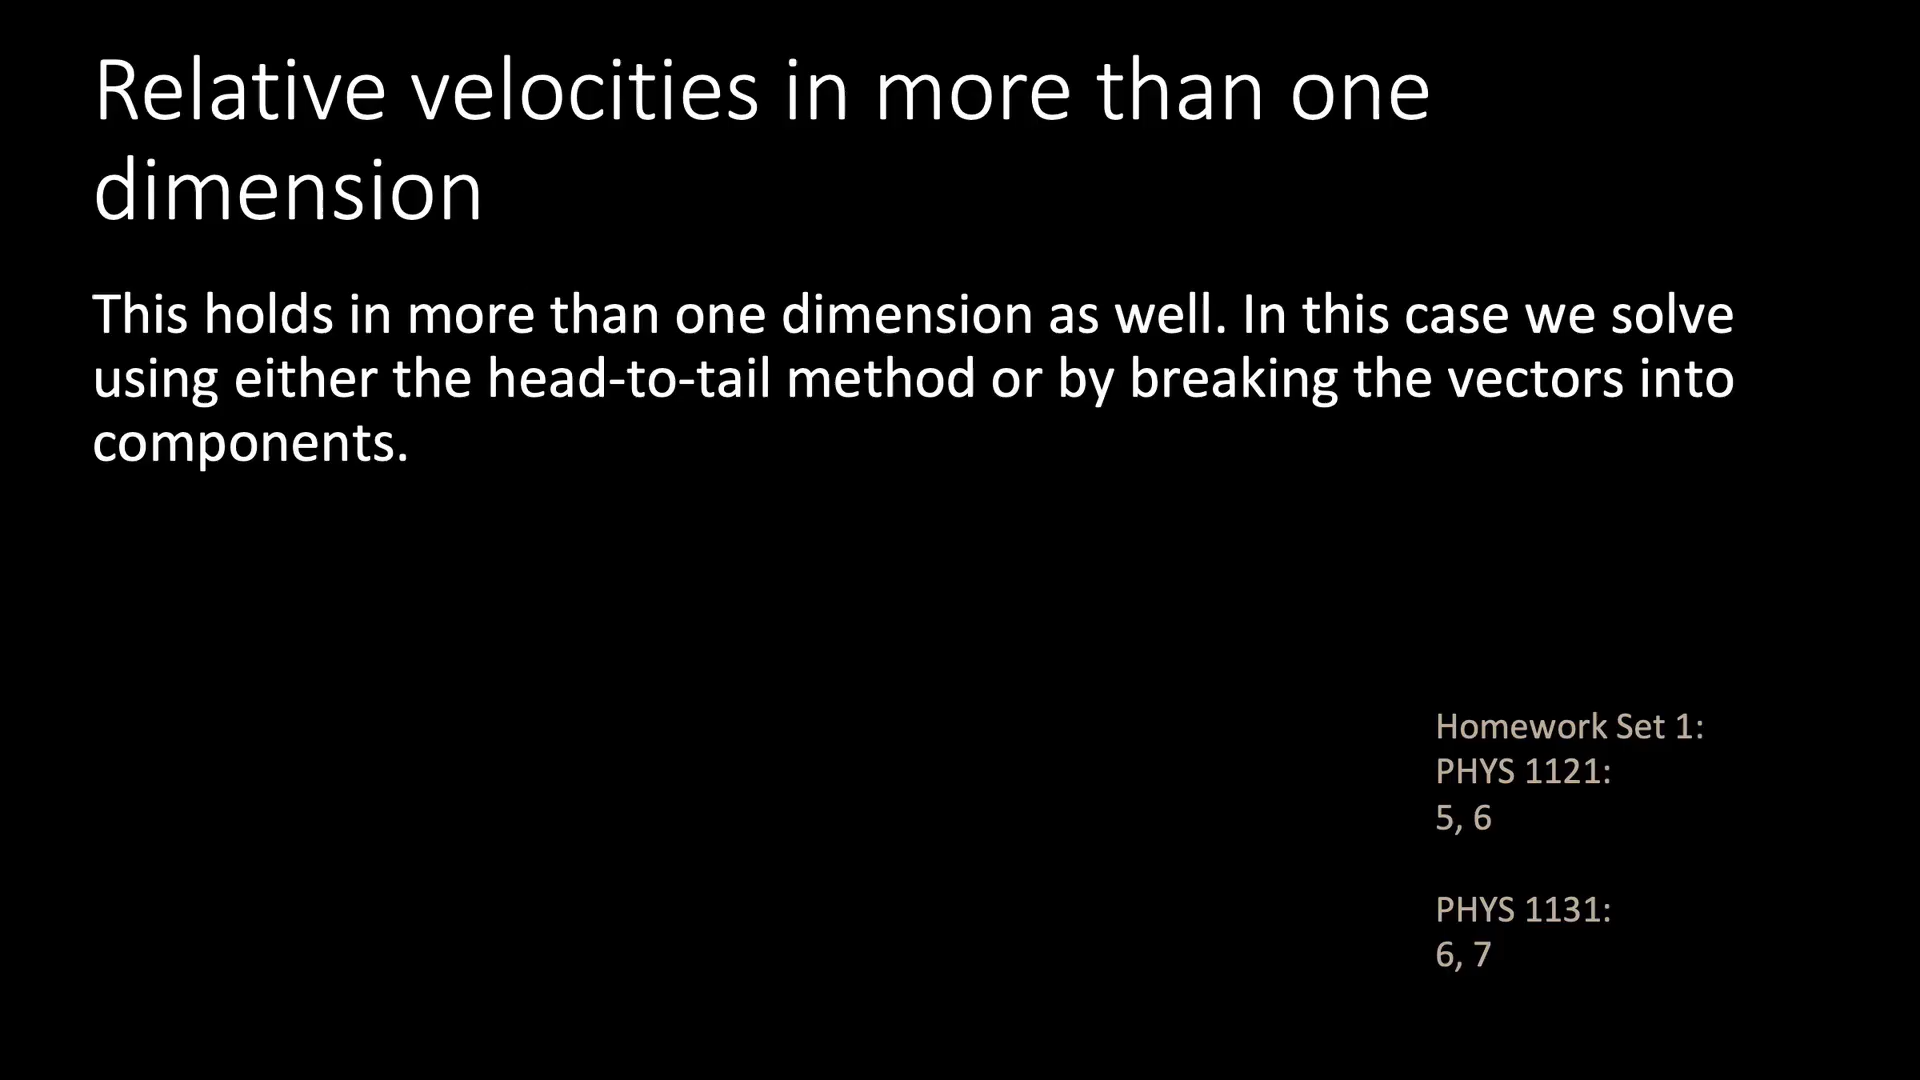 Relative velocities in more than one
dimension
This holds in more than one dimension as well. In this case we solve
using either the head-to-tail method or by breaking the vectors into
components.
Homework Set 1:
PHYS 1121:
5, 6
PHYS 1131:
6, 7